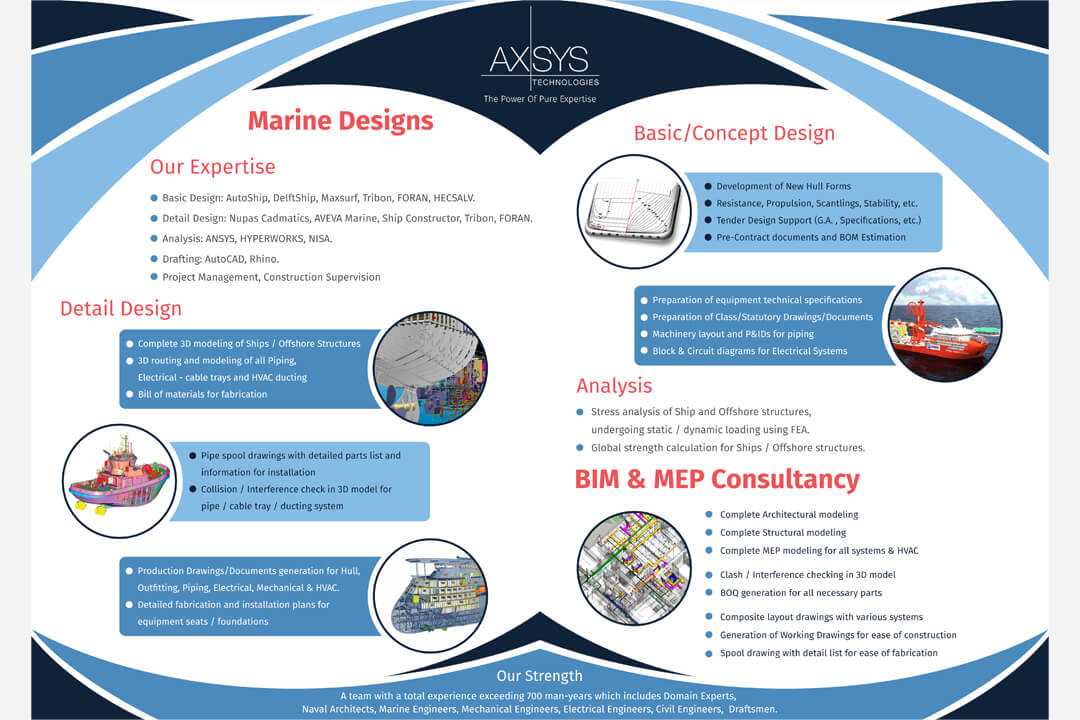 AXSYS
TECHNOLOGIES
The Power Of Pure Expertise
Marine Designs
Our Expertise
Basic Design: AutoShip, DelftShip, Maxsurf, Tribon, FORAN, HECSALV.
Detail Design: Nupas Cadmatics, AVEVA Marine, Ship Constructor, Tribon, FORAN.
Analysis: ANSYS, HYPERWORKS, NISA.
Drafting: AutoCAD, Rhino.
Project Management, Construction Supervision
Detail Design
Complete 3D modeling of Ships / Offshore Structures
3D routing and modeling of all Piping,
Electrical - cable trays and HVAC ducting
Bill of materials for fabrication
Pipe spool drawings with detailed parts list and
information for installation
Collision / Interference check in 3D model for
pipe / cable tray / ducting system
Production Drawings/Documents generation for Hull,
Outfitting, Piping, Electrical, Mechanical & HVAC.
Detailed fabrication and installation plans for
equipment seats / foundations
Basic/Concept Design
Development of New Hull Forms
Resistance, Propulsion, Scantlings, Stability, etc.
Tender Design Support (G.A. , Specifications, etc.)
Pre-Contract documents and BOM Estimation
Preparation of equipment technical specifications
Preparation of Class/Statutory Drawings/Documents
Machinery layout and P&IDs for piping
Block & Circuit diagrams for Electrical Systems
Analysis
Stress analysis of Ship and Offshore structures,
undergoing static / dynamic loading using FEA.
Global strength calculation for Ships / Offshore structures.
BIM & MEP Consultancy
Complete Architectural modeling
Complete Structural modeling
Complete MEP modeling for all systems & HVAC
Clash / Interference checking in 3D model
BOQ generation for all necessary parts
Composite layout drawings with various systems
Generation of Working Drawings for ease of construction
Spool drawing with detail list for ease of fabrication
Our Strength
A team with a total experience exceeding 700 man-years which includes Domain Experts,
Naval Architects, Marine Engineers, Mechanical Engineers, Electrical Engineers, Civil Engineers, Draftsmen.